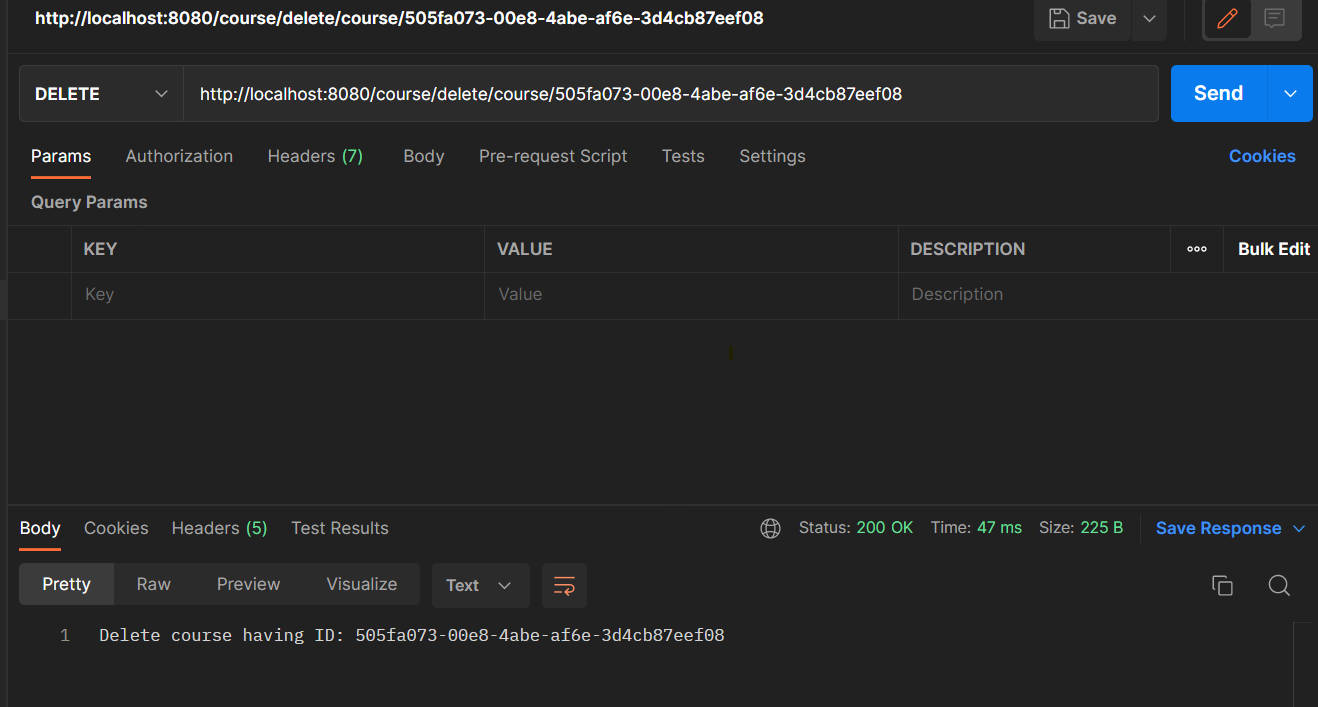 http://localhost:8080/course/delete/course/505fa073-00e8-4abe-af6e-3d4cb87eef08
Save
DELETE
http://localhost:8080/course/delete/course/505fa073-00e8-4abe-af6e-3d4cb87eef08
Send
Params Authorization Headers (7) Body Pre-request Script Tests Settings Cookies
Query Params
KEY VALUE DESCRIPTION Bulk Edit
Key Value Description
Body Cookies Headers (5) Test Results Status: 200 OK Time: 47 ms Size: 225 B Save Response
Pretty Raw Preview Visualize Text
1 Delete course having ID: 505fa073-00e8-4abe-af6e-3d4cb87eef08